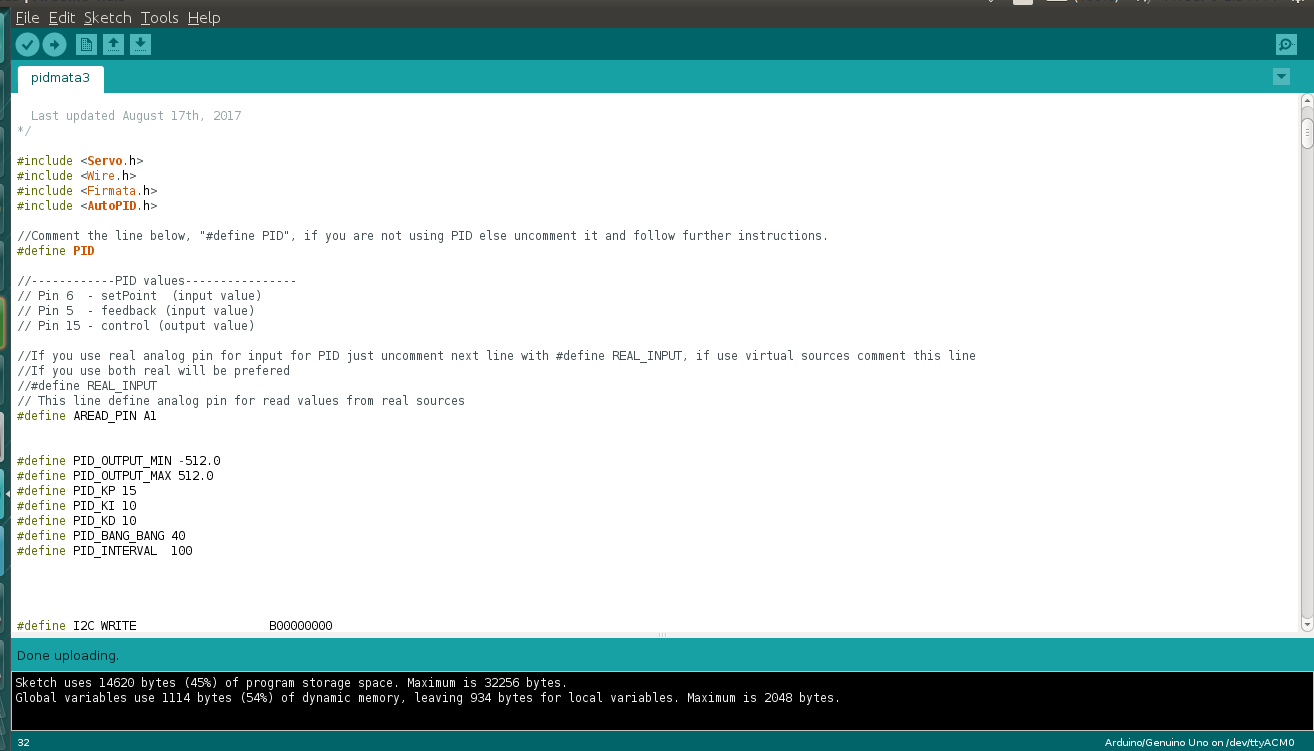 File Edit Sketch Tools Help
pidmata3
Last updated August 17th, 2017
*/
#include <Servo.h>
#include <Wire.h>
#include <Firmata.h>
#include <AutoPID.h>
//Comment the line below, "#define PID", if you are not using PID else uncomment it and follow further instructions.
#define PID
//------------PID values----------------
// Pin 6  - setPoint  (input value)
// Pin 5  - feedback (input value)
// Pin 15 - control (output value)
//If you use real analog pin for input for PID just uncomment next line with #define REAL_INPUT, if use virtual sources comment this line
//If you use both real will be prefered
//#define REAL_INPUT
// This line define analog pin for read values from real sources
#define AREAD_PIN A1
#define PID_OUTPUT_MIN -512.0
#define PID_OUTPUT_MAX 512.0
#define PID_KP 15
#define PID_KI 10
#define PID_KD 10
#define PID_BANG_BANG 40
#define PID_INTERVAL  100
#define I2C_WRITE                   B00000000
Done uploading.
Sketch uses 14620 bytes (45%) of program storage space. Maximum is 32256 bytes.
Global variables use 1114 bytes (54%) of dynamic memory, leaving 934 bytes for local variables. Maximum is 2048 bytes.
32
Arduino/Genuino Uno on /dev/ttyACM0